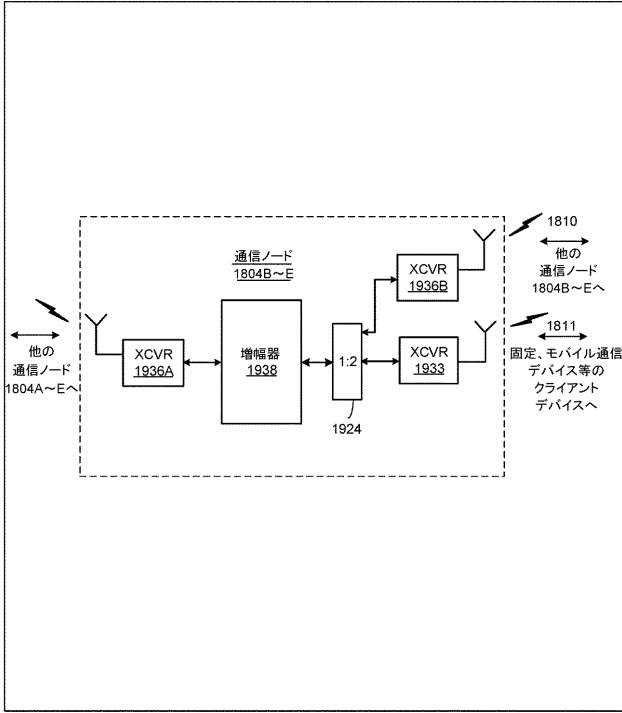 1810
他の
通信ノード
1804B～Eへ
通信ノード
1804B～E
XCVR
1936B
1811
固定、モバイル通信
デバイス等の
クライアント
デバイスへ
他の
通信ノード
1804A～Eへ
XCVR
1936A
増幅器
1938
1:2
1924
XCVR
1933